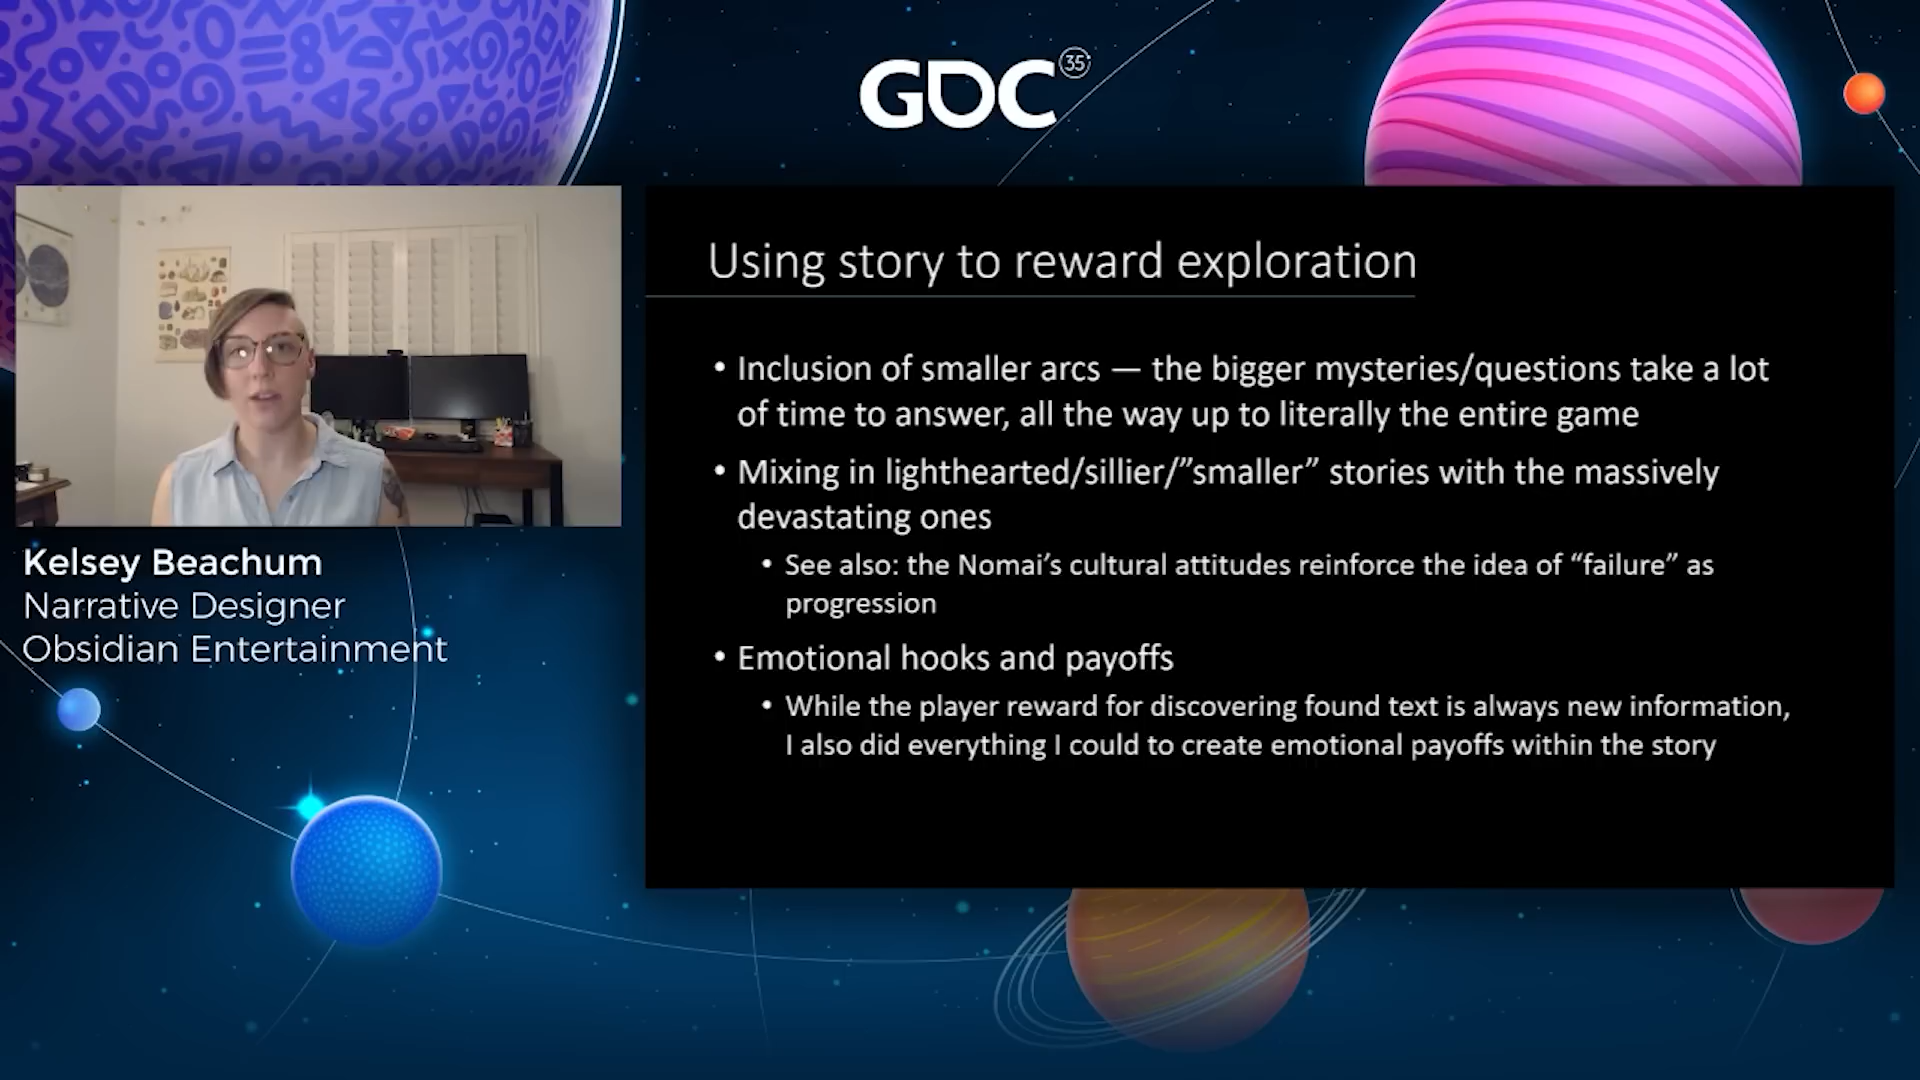 GDC 35
Using story to reward exploration
• Inclusion of smaller arcs — the bigger mysteries/questions take a lot
of time to answer, all the way up to literally the entire game
• Mixing in lighthearted/sillier/”smaller” stories with the massively
devastating ones
• See also: the Nomai’s cultural attitudes reinforce the idea of “failure” as
progression
• Emotional hooks and payoffs
• While the player reward for discovering found text is always new information,
I also did everything I could to create emotional payoffs within the story
Kelsey Beachum
Narrative Designer
Obsidian Entertainment